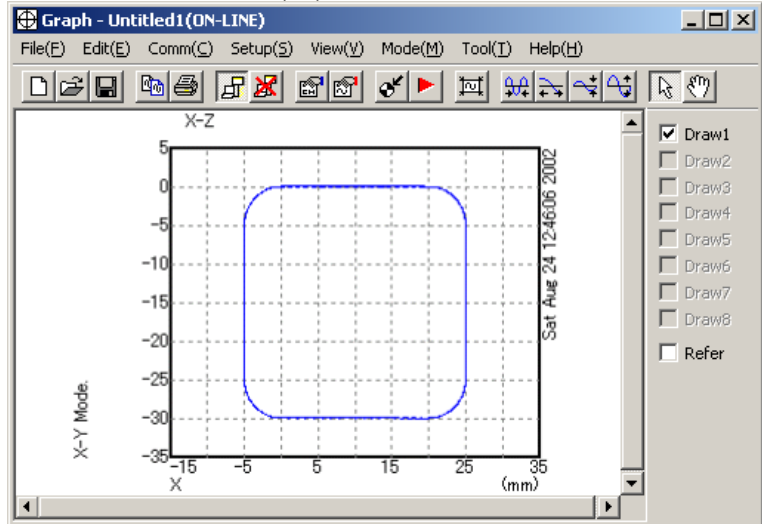 Graph - Untitled1(ON-LINE)
File(F) Edit(E) Comm(C) Setup(S) View(V) Mode(M) Tool(T) Help(H)
X-Z
5
0
-5
-10
-15
-20
-25
-30
-35
-15 -5 5 15 25 35
X (mm)
X-Y Mode.
Sat Aug 24 12:46:06 2002
Draw1
Draw2
Draw3
Draw4
Draw5
Draw6
Draw7
Draw8
Refer